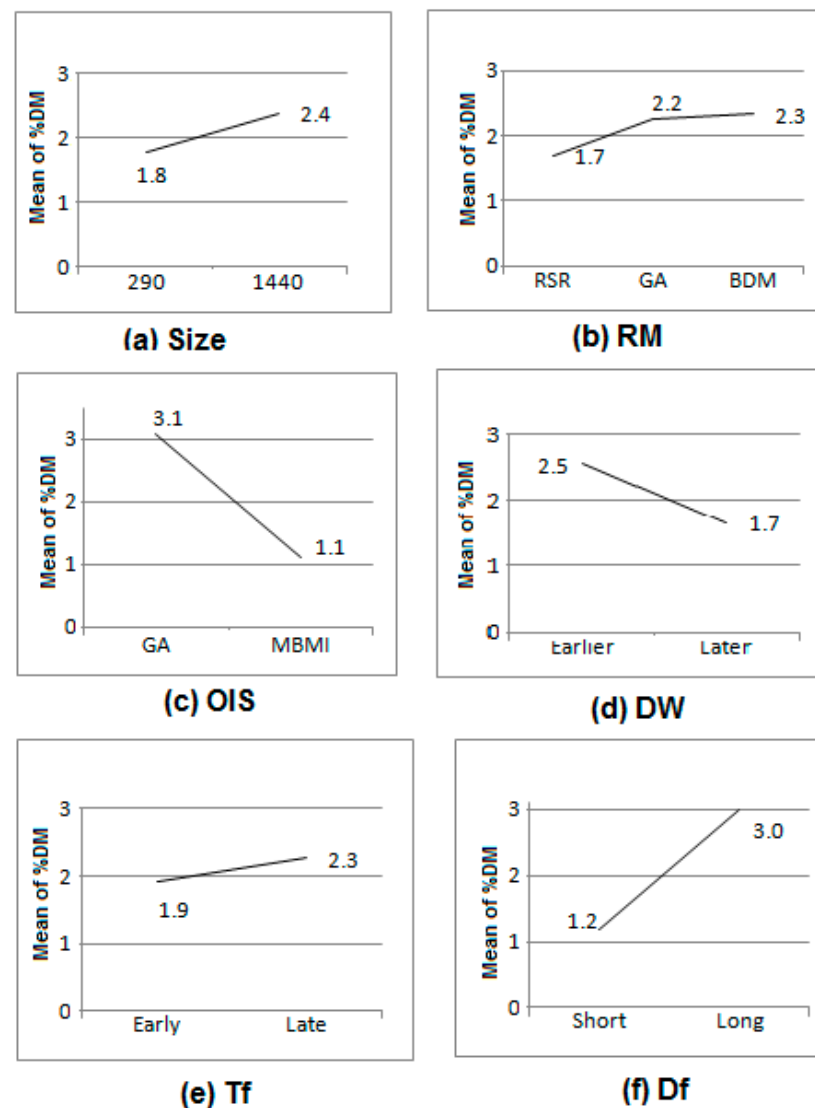 Mean of %DM
3
2
1
0
1.8
2.4
290
1440
(a) Size
Mean of %DM
3
2
1
0
1.7
2.2
2.3
RSR
GA
BDM
(b) RM
Mean of %DM
3
2
1
0
3.1
1.1
GA
MBMI
(c) OIS
Mean of %DM
3
2
1
0
2.5
1.7
Earlier
Later
(d) DW
Mean of %DM
3
2
1
0
1.9
2.3
Early
Late
(e) Tf
Mean of %DM
3
2
1
0
1.2
3.0
Short
Long
(f) Df